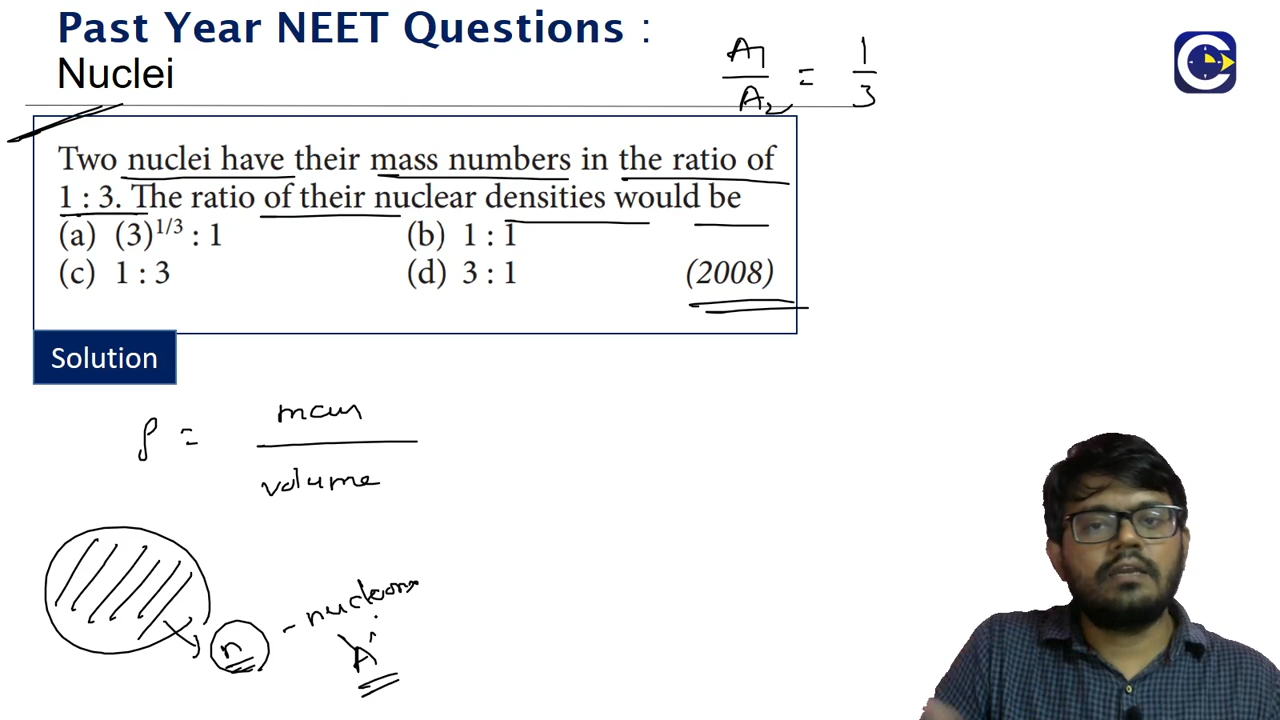 Past Year NEET Questions :
Nuclei
A1/A2 = 1/3
Two nuclei have their mass numbers in the ratio of
1 : 3. The ratio of their nuclear densities would be
(a) (3)^1/3 : 1 (b) 1 : 1
(c) 1 : 3 (d) 3 : 1 (2008)
Solution
ρ = mass
volume
n - nucleons
A